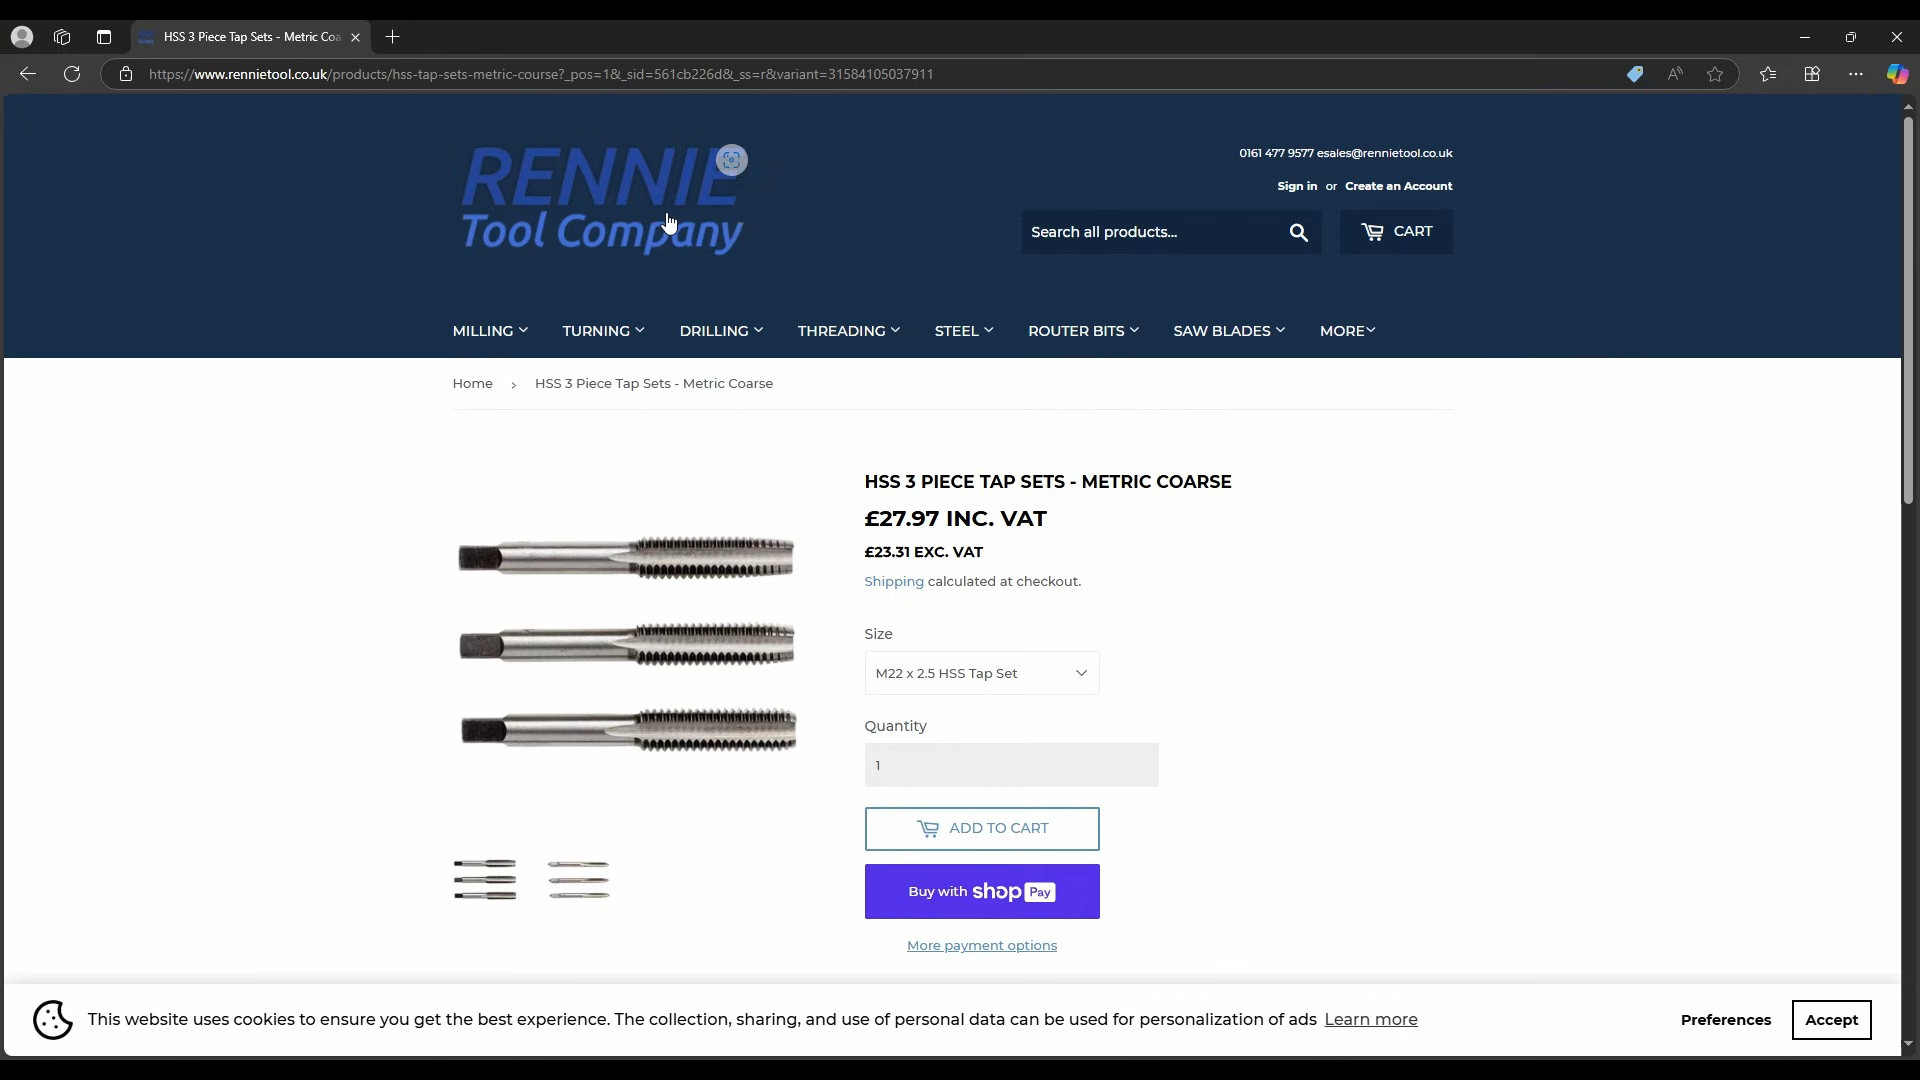 HSS 3 Piece Tap Sets - Metric Coa
https://www.rennietool.co.uk/products/hss-tap-sets-metric-course?_pos=1&_sid=561cb226d&_ss=r&variant=31584105037911
RENNIE
Tool Company
0161 477 9577 esales@rennietool.co.uk
Sign in or Create an Account
Search all products...
CART
MILLING TURNING DRILLING THREADING STEEL ROUTER BITS SAW BLADES MORE
Home › HSS 3 Piece Tap Sets - Metric Coarse
HSS 3 PIECE TAP SETS - METRIC COARSE
£27.97 INC. VAT
£23.31 EXC. VAT
Shipping calculated at checkout.
Size
M22 x 2.5 HSS Tap Set
Quantity
1
ADD TO CART
Buy with shop Pay
More payment options
This website uses cookies to ensure you get the best experience. The collection, sharing, and use of personal data can be used for personalization of ads Learn more
Preferences
Accept